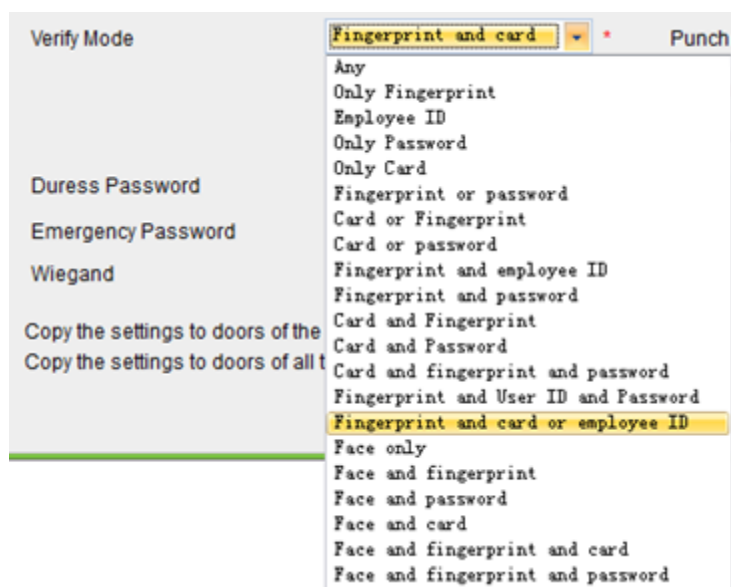 Verify Mode
Fingerprint and card
*
Punch
Any
Only Fingerprint
Employee ID
Only Password
Only Card
Fingerprint or password
Card or Fingerprint
Card or password
Fingerprint and employee ID
Fingerprint and password
Card and Fingerprint
Card and Password
Card and fingerprint and password
Fingerprint and User ID and Password
Fingerprint and card or employee ID
Face only
Face and fingerprint
Face and password
Face and card
Face and fingerprint and card
Face and fingerprint and password
Duress Password
Emergency Password
Wiegand
Copy the settings to doors of the
Copy the settings to doors of all t